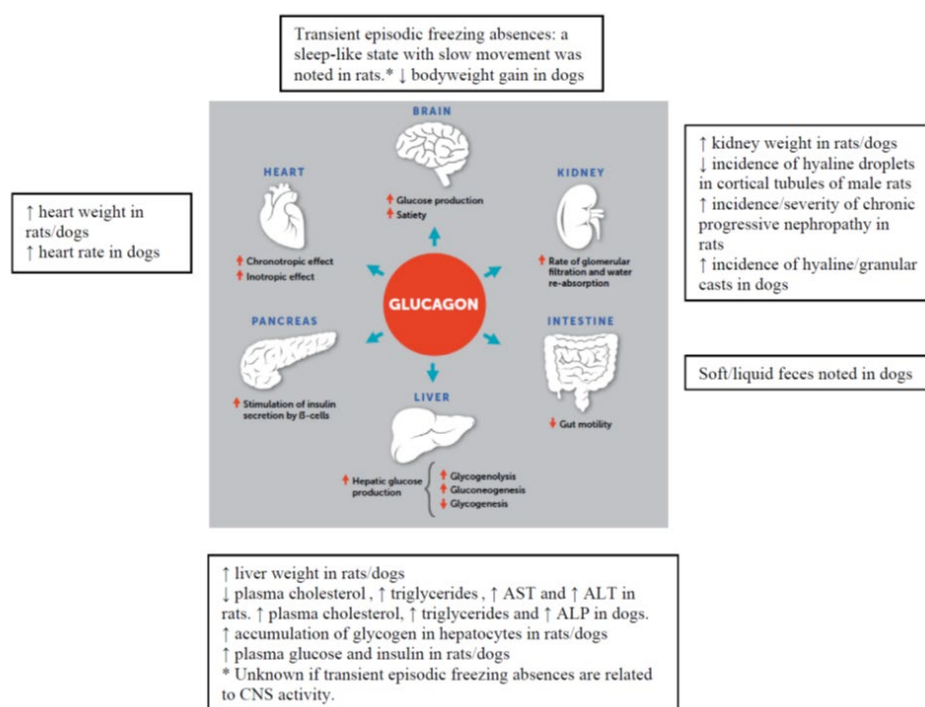 Transient episodic freezing absences: a
sleep-like state with slow movement was
noted in rats.* ↓ bodyweight gain in dogs
BRAIN
↑ Glucose production
↑ Satiety
HEART
↑ Chronotropic effect
↑ Inotropic effect
↑ heart weight in
rats/dogs
↑ heart rate in dogs
KIDNEY
↑ Rate of glomerular
filtration and water
re-absorption
↑ kidney weight in rats/dogs
↓ incidence of hyaline droplets
in cortical tubules of male rats
↑ incidence/severity of chronic
progressive nephropathy in
rats
↑ incidence of hyaline/granular
casts in dogs
GLUCAGON
PANCREAS
↑ Stimulation of insulin
secretion by ß-cells
INTESTINE
↓ Gut motility
Soft/liquid feces noted in dogs
LIVER
↑ Hepatic glucose
production
↑ Glycogenolysis
↑ Gluconeogenesis
↓ Glycogenesis
↑ liver weight in rats/dogs
↓ plasma cholesterol , ↑ triglycerides , ↑ AST and ↑ ALT in
rats. ↑ plasma cholesterol, ↑ triglycerides and ↑ ALP in dogs.
↑ accumulation of glycogen in hepatocytes in rats/dogs
↑ plasma glucose and insulin in rats/dogs
* Unknown if transient episodic freezing absences are related
to CNS activity.